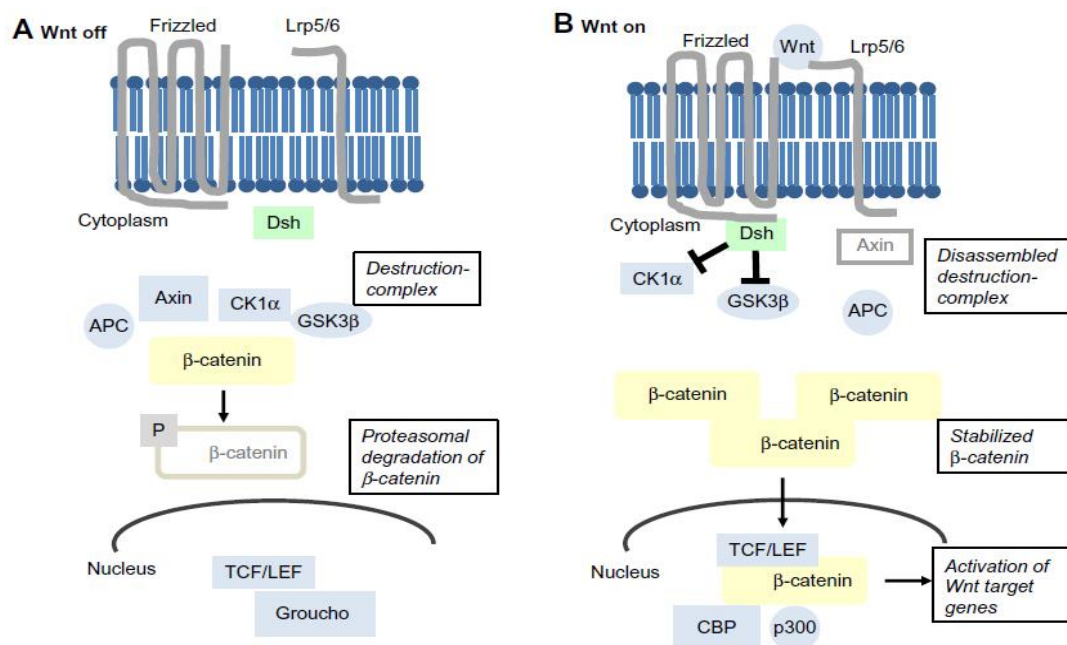 A Wnt off
Frizzled
Lrp5/6
Cytoplasm
Dsh
Destruction-
complex
Axin
CK1α
GSK3β
APC
β-catenin
P
β-catenin
Proteasomal
degradation of
β-catenin
Nucleus
TCF/LEF
Groucho
B Wnt on
Frizzled
Wnt
Lrp5/6
Cytoplasm
Dsh
Axin
Disassembled
destruction-
complex
CK1α
GSK3β
APC
β-catenin
β-catenin
β-catenin
Stabilized
β-catenin
Nucleus
TCF/LEF
β-catenin
Activation of
Wnt target
genes
CBP
p300